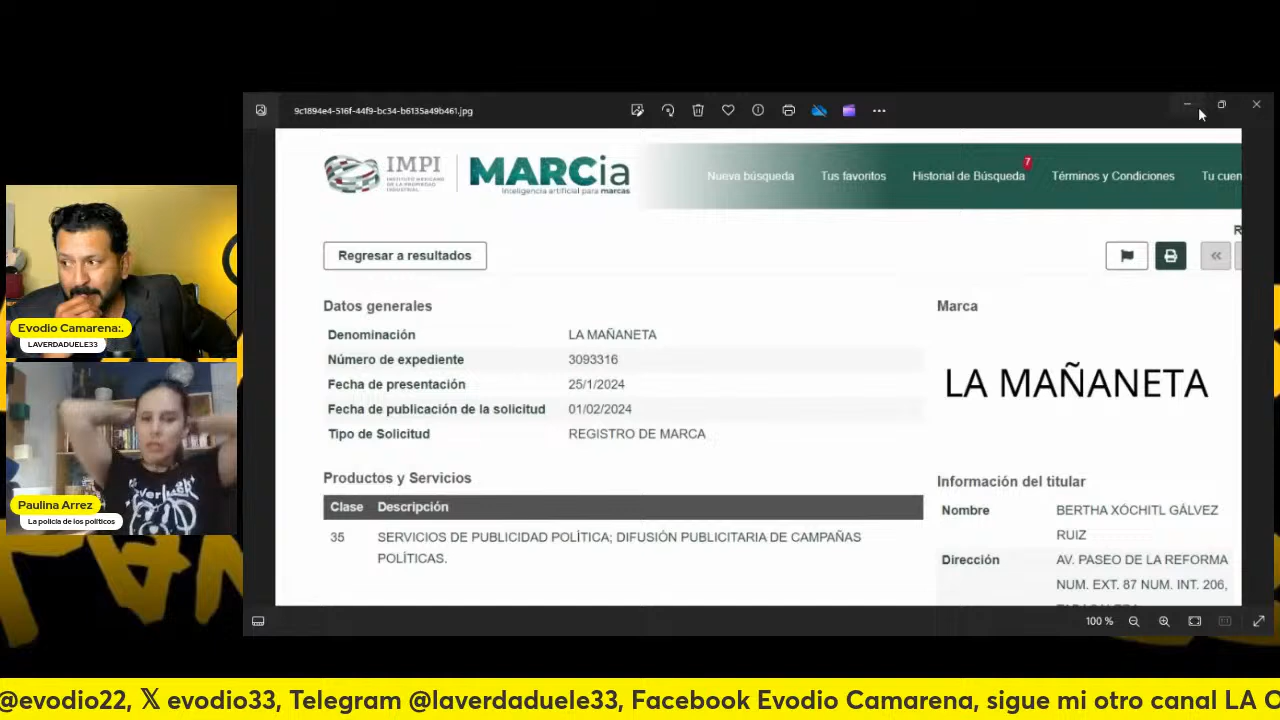 9c1894e4-516f-44f9-bc34-b6135a49b461.jpg
IMPI
INSTITUTO MEXICANO
DE LA PROPIEDAD
INDUSTRIAL
MARCia
Inteligencia artificial para marcas
Nueva búsqueda
Tus favoritos
Historial de Búsqueda
7
Términos y Condiciones
Tu cuen
Regresar a resultados
R
«
Datos generales
Denominación LA MAÑANETA
Número de expediente 3093316
Fecha de presentación 25/1/2024
Fecha de publicación de la solicitud 01/02/2024
Tipo de Solicitud REGISTRO DE MARCA
Productos y Servicios
Clase Descripción
35 SERVICIOS DE PUBLICIDAD POLÍTICA; DIFUSIÓN PUBLICITARIA DE CAMPAÑAS
POLÍTICAS.
Marca
LA MAÑANETA
Información del titular
Nombre BERTHA XÓCHITL GÁLVEZ
RUIZ
Dirección AV. PASEO DE LA REFORMA
NUM. EXT. 87 NUM. INT. 206,
100 %
Evodio Camarena:.
LAVERDADUELE33
Paulina Arrez
La policía de los políticos
@evodio22, 𝕏 evodio33, Telegram @laverdaduele33, Facebook Evodio Camarena, sigue mi otro canal LA C